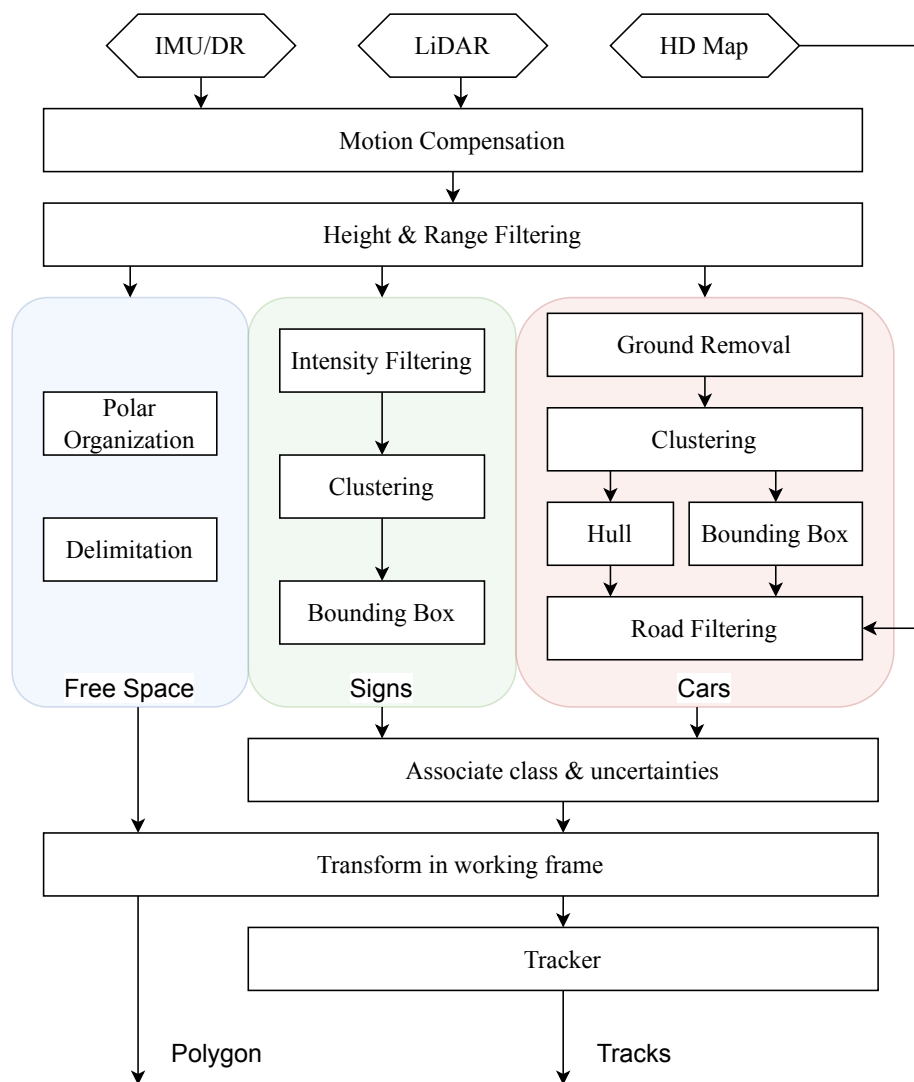 IMU/DR
LiDAR
HD Map
Motion Compensation
Height & Range Filtering
Polar
Organization
Delimitation
Free Space
Intensity Filtering
Clustering
Bounding Box
Signs
Ground Removal
Clustering
Hull
Bounding Box
Road Filtering
Cars
Associate class & uncertainties
Transform in working frame
Tracker
Polygon
Tracks